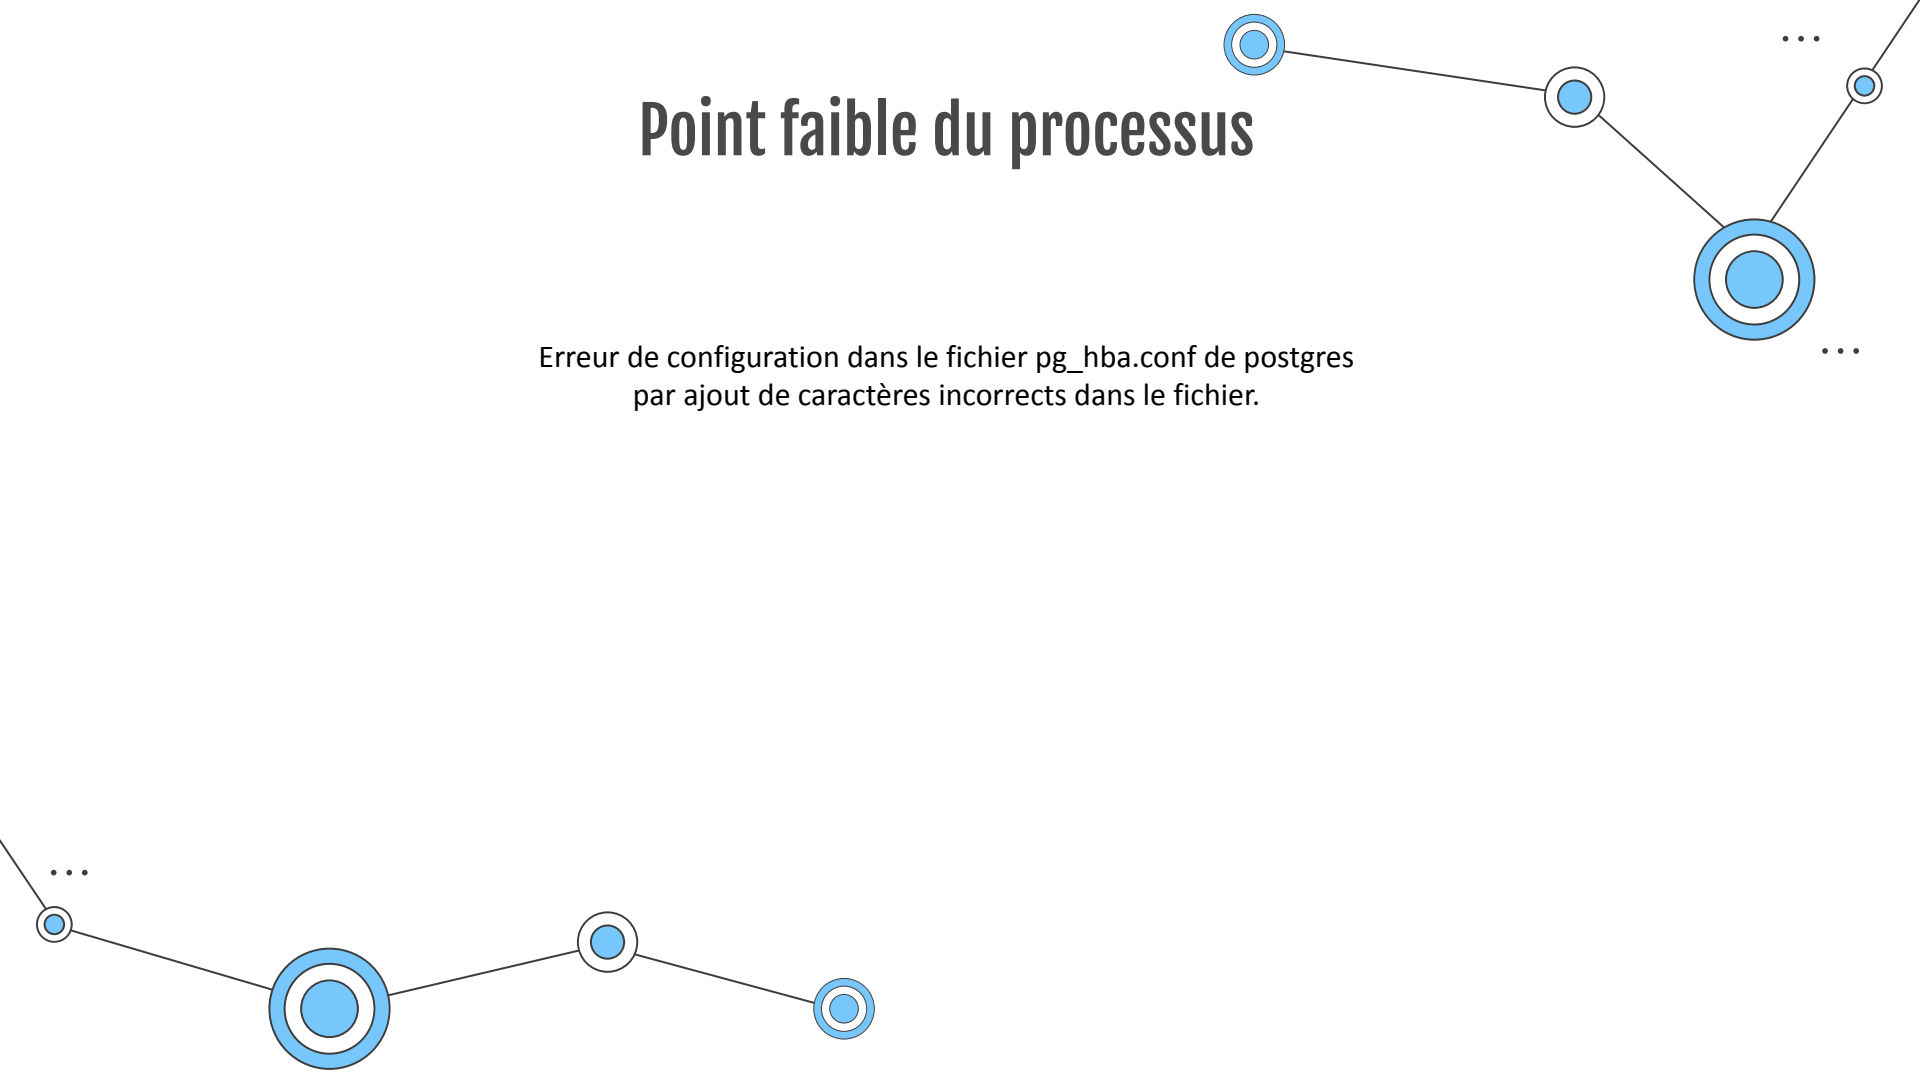 Point faible du processus
Erreur de configuration dans le fichier pg_hba.conf de postgres
par ajout de caractères incorrects dans le fichier.